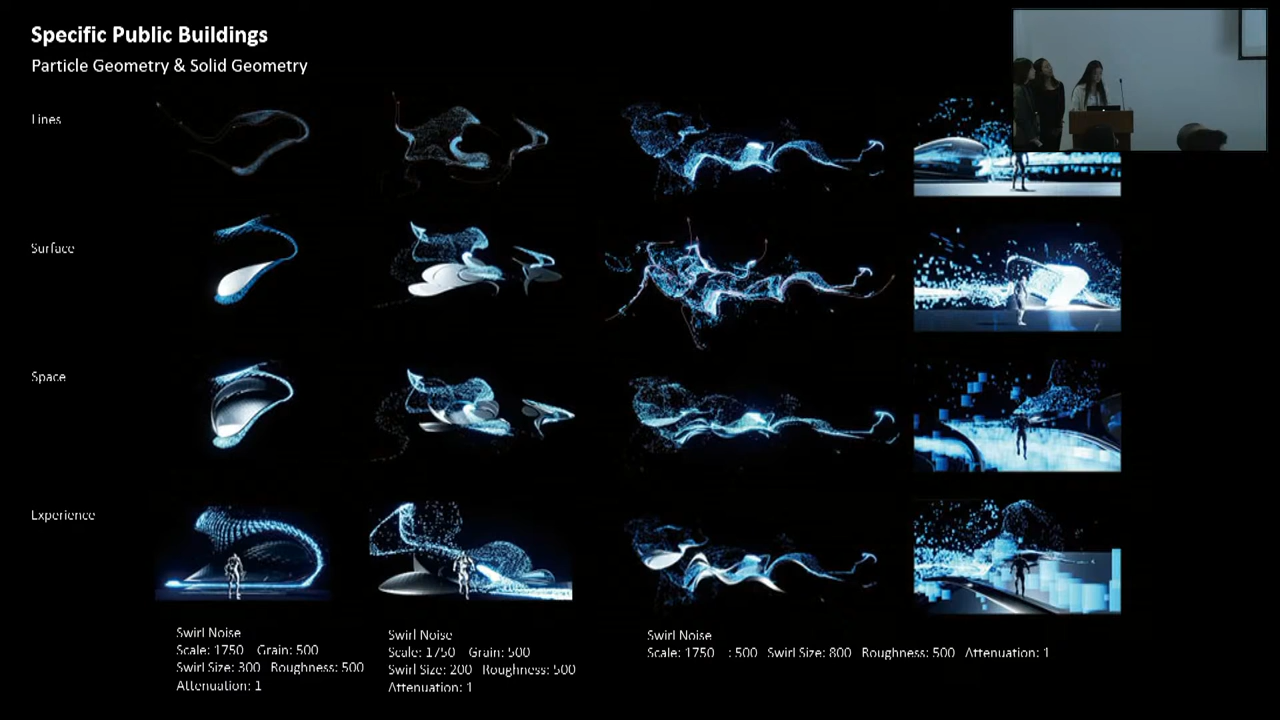 Specific Public Buildings
Particle Geometry & Solid Geometry
Lines
Surface
Space
Experience
Swirl Noise
Scale: 1750 Grain: 500
Swirl Size: 300 Roughness: 500
Attenuation: 1
Swirl Noise
Scale: 1750 Grain: 500
Swirl Size: 200 Roughness: 500
Attenuation: 1
Swirl Noise
Scale: 1750 : 500 Swirl Size: 800 Roughness: 500 Attenuation: 1